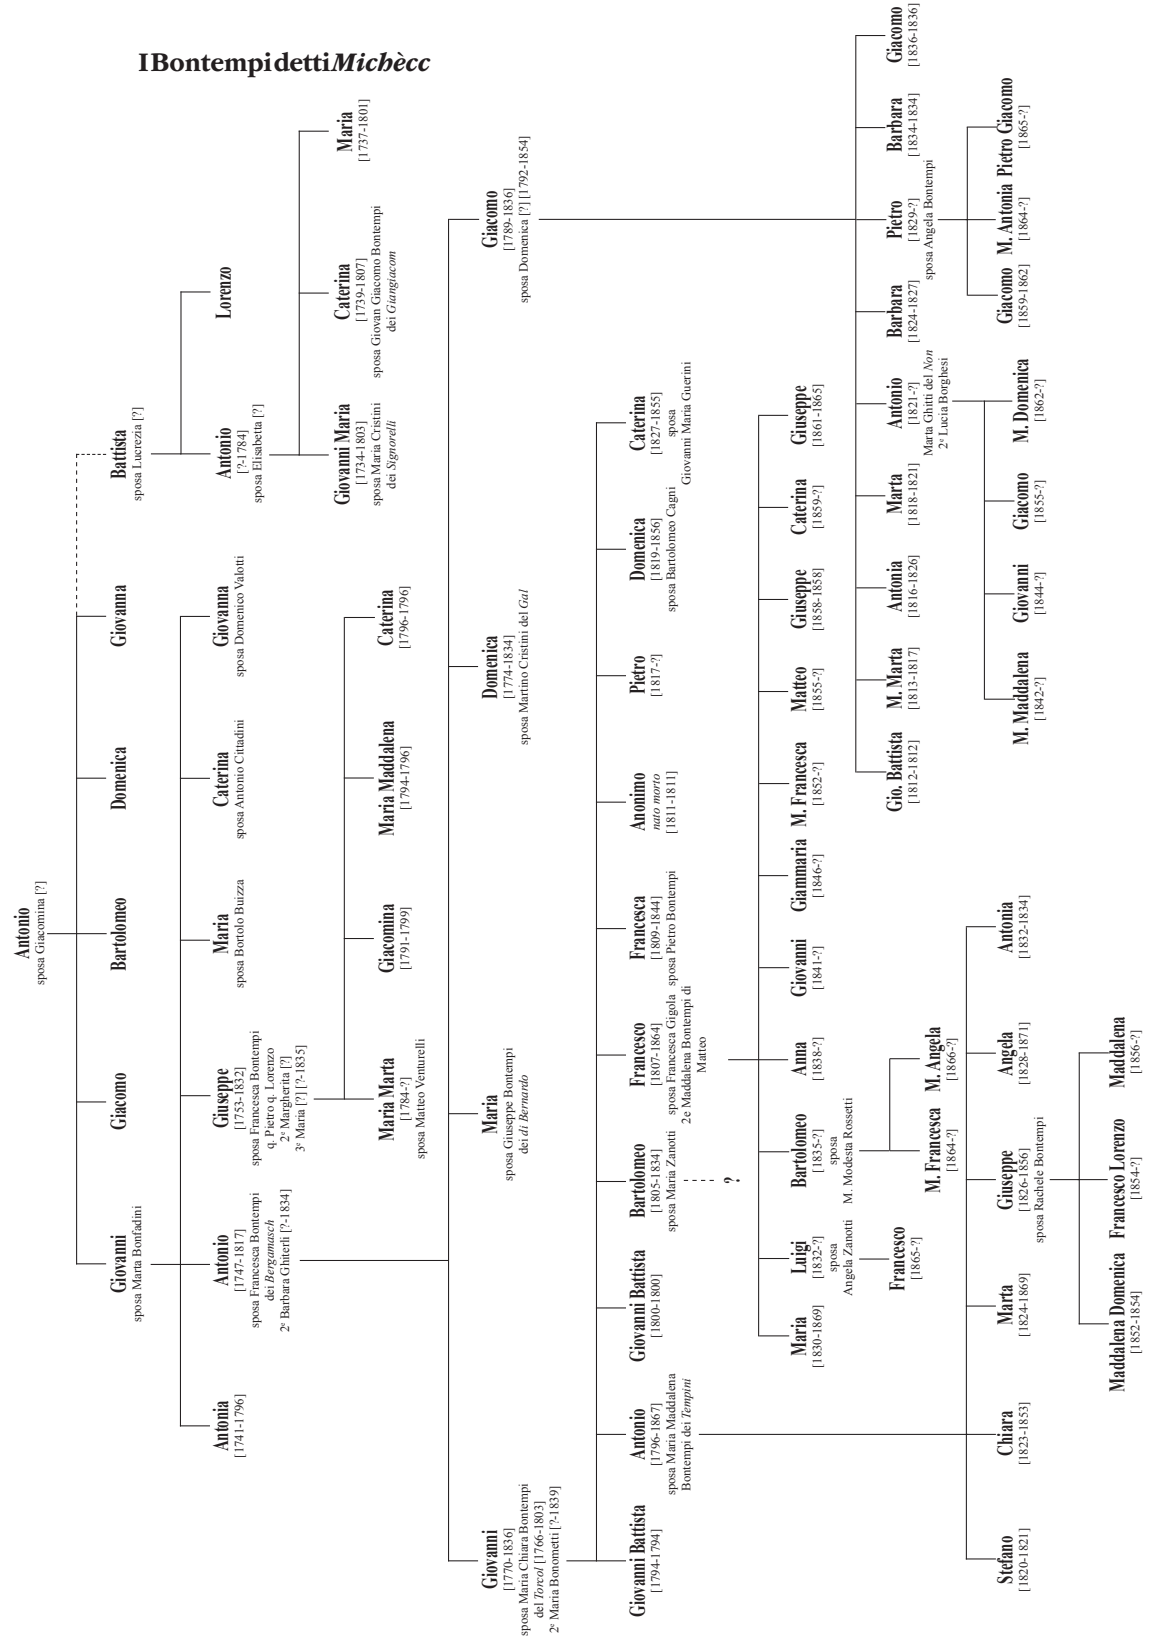 I Bontempi detti Michècc
Antonio
sposa Giacomina [?]
Giovanni
sposa Marta Bonfadini
Giacomo
Bartolomeo
Domenica
Giovanna
Battista
sposa Lucrezia [?]
Antonia
[1741-1796]
Antonio
[1747-1817]
sposa Francesca Bontempi
dei Bergamasch
2ª Barbara Ghiterli [?-1834]
Giuseppe
[1753-1832]
sposa Francesca Bontempi
q. Pietro q. Lorenzo
2ª Margherita [?]
3ª Maria [?] [?-1835]
Maria
sposa Bortolo Buizza
Caterina
sposa Antonio Cittadini
Giovanna
sposa Domenico Valotti
Antonio
[?-1784]
sposa Elisabetta [?]
Lorenzo
Maria Marta
[1784-?]
sposa Matteo Venturelli
Giacomina
[1791-1799]
Maria Maddalena
[1794-1796]
Caterina
[1796-1796]
Giovanni Maria
[1734-1803]
sposa Maria Cristini
dei Signorelli
Caterina
[1739-1807]
sposa Giovan Giacomo Bontempi
dei Giangiacom
Maria
[1737-1801]
Giovanni
[1770-1836]
sposa Maria Chiara Bontempi
del Torcol [1766-1803]
2ª Maria Bonometti [?-1839]
Maria
sposa Giuseppe Bontempi
dei di Bernardo
Domenica
[1774-1834]
sposa Martino Cristini del Gal
Giacomo
[1789-1836]
sposa Domenica [?] [1792-1854]
Giovanni Battista
[1794-1794]
Antonio
[1796-1867]
sposa Maria Maddalena
Bontempi dei Tempini
Giovanni Battista
[1800-1800]
Bartolomeo
[1805-1834]
sposa Maria Zanotti
?
Francesco
[1807-1864]
sposa Francesca Gigola
2 e Maddalena Bontempi di
Matteo
Francesca
[1809-1844]
sposa Pietro Bontempi
Anonimo
nato morto
[1811-1811]
Pietro
[1817-?]
Domenica
[1819-1856]
sposa Bartolomeo Cagni
Caterina
[1827-1855]
sposa
Giovanni Maria Guerini
Maria
[1830-1869]
Luigi
[1832-?]
sposa
Angela Zanotti
Bartolomeo
[1835-?]
sposa
M. Modesta Rossetti
Anna
[1838-?]
Giovanni
[1841-?]
Giammaria
[1846-?]
M. Francesca
[1852-?]
Matteo
[1855-?]
Giuseppe
[1858-1858]
Caterina
[1859-?]
Giuseppe
[1861-1865]
Francesco
[1865-?]
M. Francesca
[1864-?]
M. Angela
[1866-?]
Gio. Battista
[1812-1812]
M. Marta
[1813-1817]
Antonia
[1816-1826]
Marta
[1818-1821]
Antonio
[1821-?]
Marta Ghitti del Non
2ª Lucia Borghesi
Barbara
[1824-1827]
Pietro
[1829-?]
sposa Angela Bontempi
Barbara
[1834-1834]
Giacomo
[1836-1836]
Stefano
[1820-1821]
Chiara
[1823-1853]
Marta
[1824-1869]
Giuseppe
[1826-1856]
sposa Rachele Bontempi
Angela
[1828-1871]
Antonia
[1832-1834]
M. Maddalena
[1842-?]
Giovanni
[1844-?]
Giacomo
[1855-?]
M. Domenica
[1862-?]
Giacomo
[1859-1862]
M. Antonia
[1864-?]
Pietro Giacomo
[1865-?]
Maddalena Domenica
[1852-1854]
Francesco Lorenzo
[1854-?]
Maddalena
[1856-?]